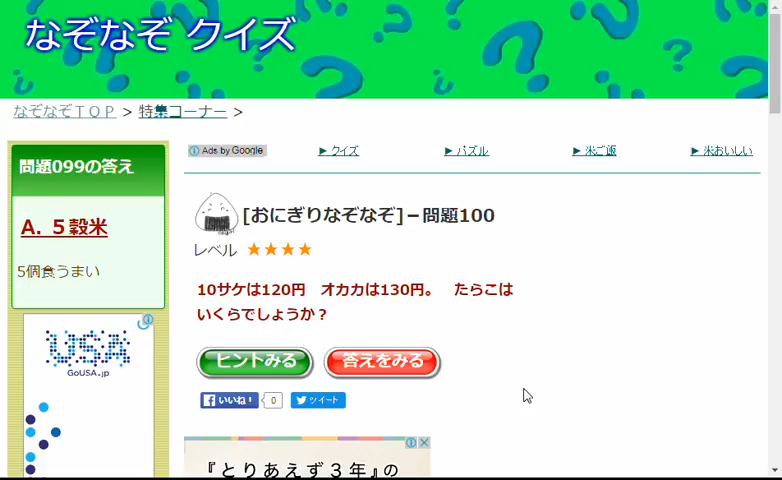 なぞなぞ クイズ
なぞなぞＴＯＰ > 特集コーナー >
問題099の答え
A. ５穀米
5個食うまい
Ads by Google
► クイズ
► パズル
► 米ご飯
► 米おいしい
[おにぎりなぞなぞ]－問題100
レベル ★★★★
10サケは120円　オカカは130円。　たらこは
いくらでしょうか？
ヒントみる
答えをみる
いいね！ 0
ツイート
USA
GoUSA.jp
『とりあえず３年』の